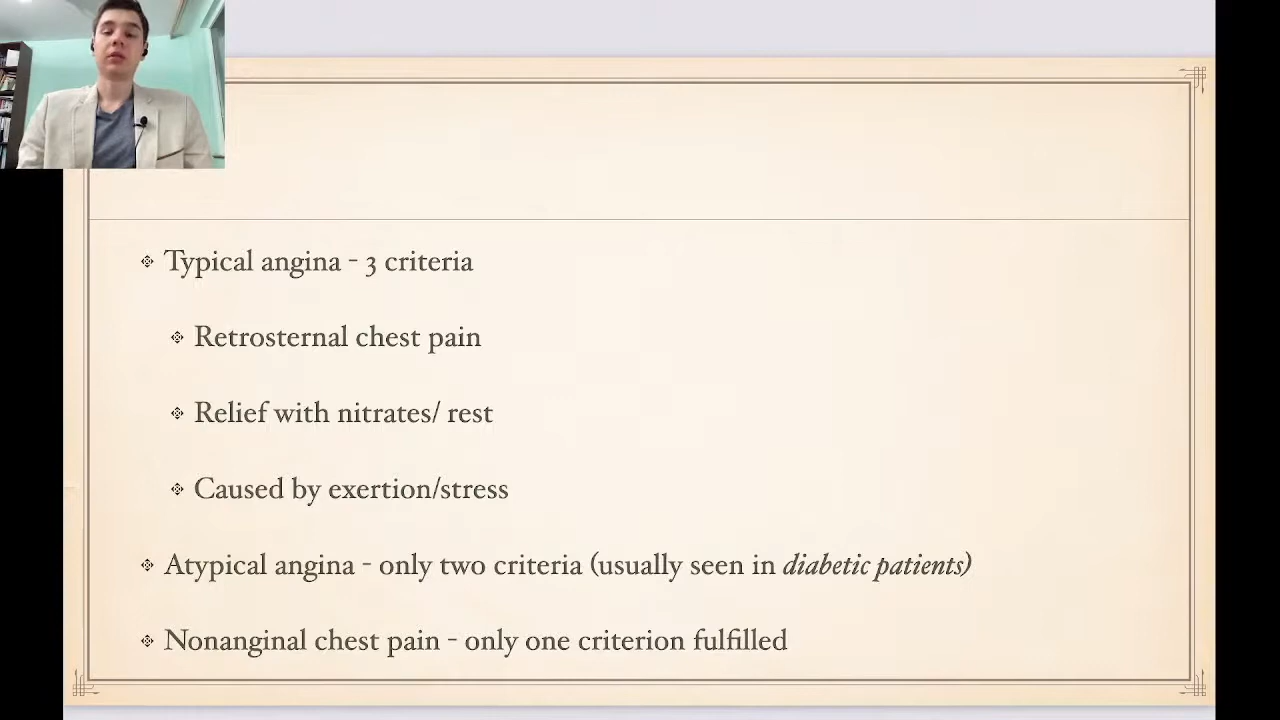 Typical angina - 3 criteria
Retrosternal chest pain
Relief with nitrates/ rest
Caused by exertion/stress
Atypical angina - only two criteria (usually seen in diabetic patients)
Nonanginal chest pain - only one criterion fulfilled